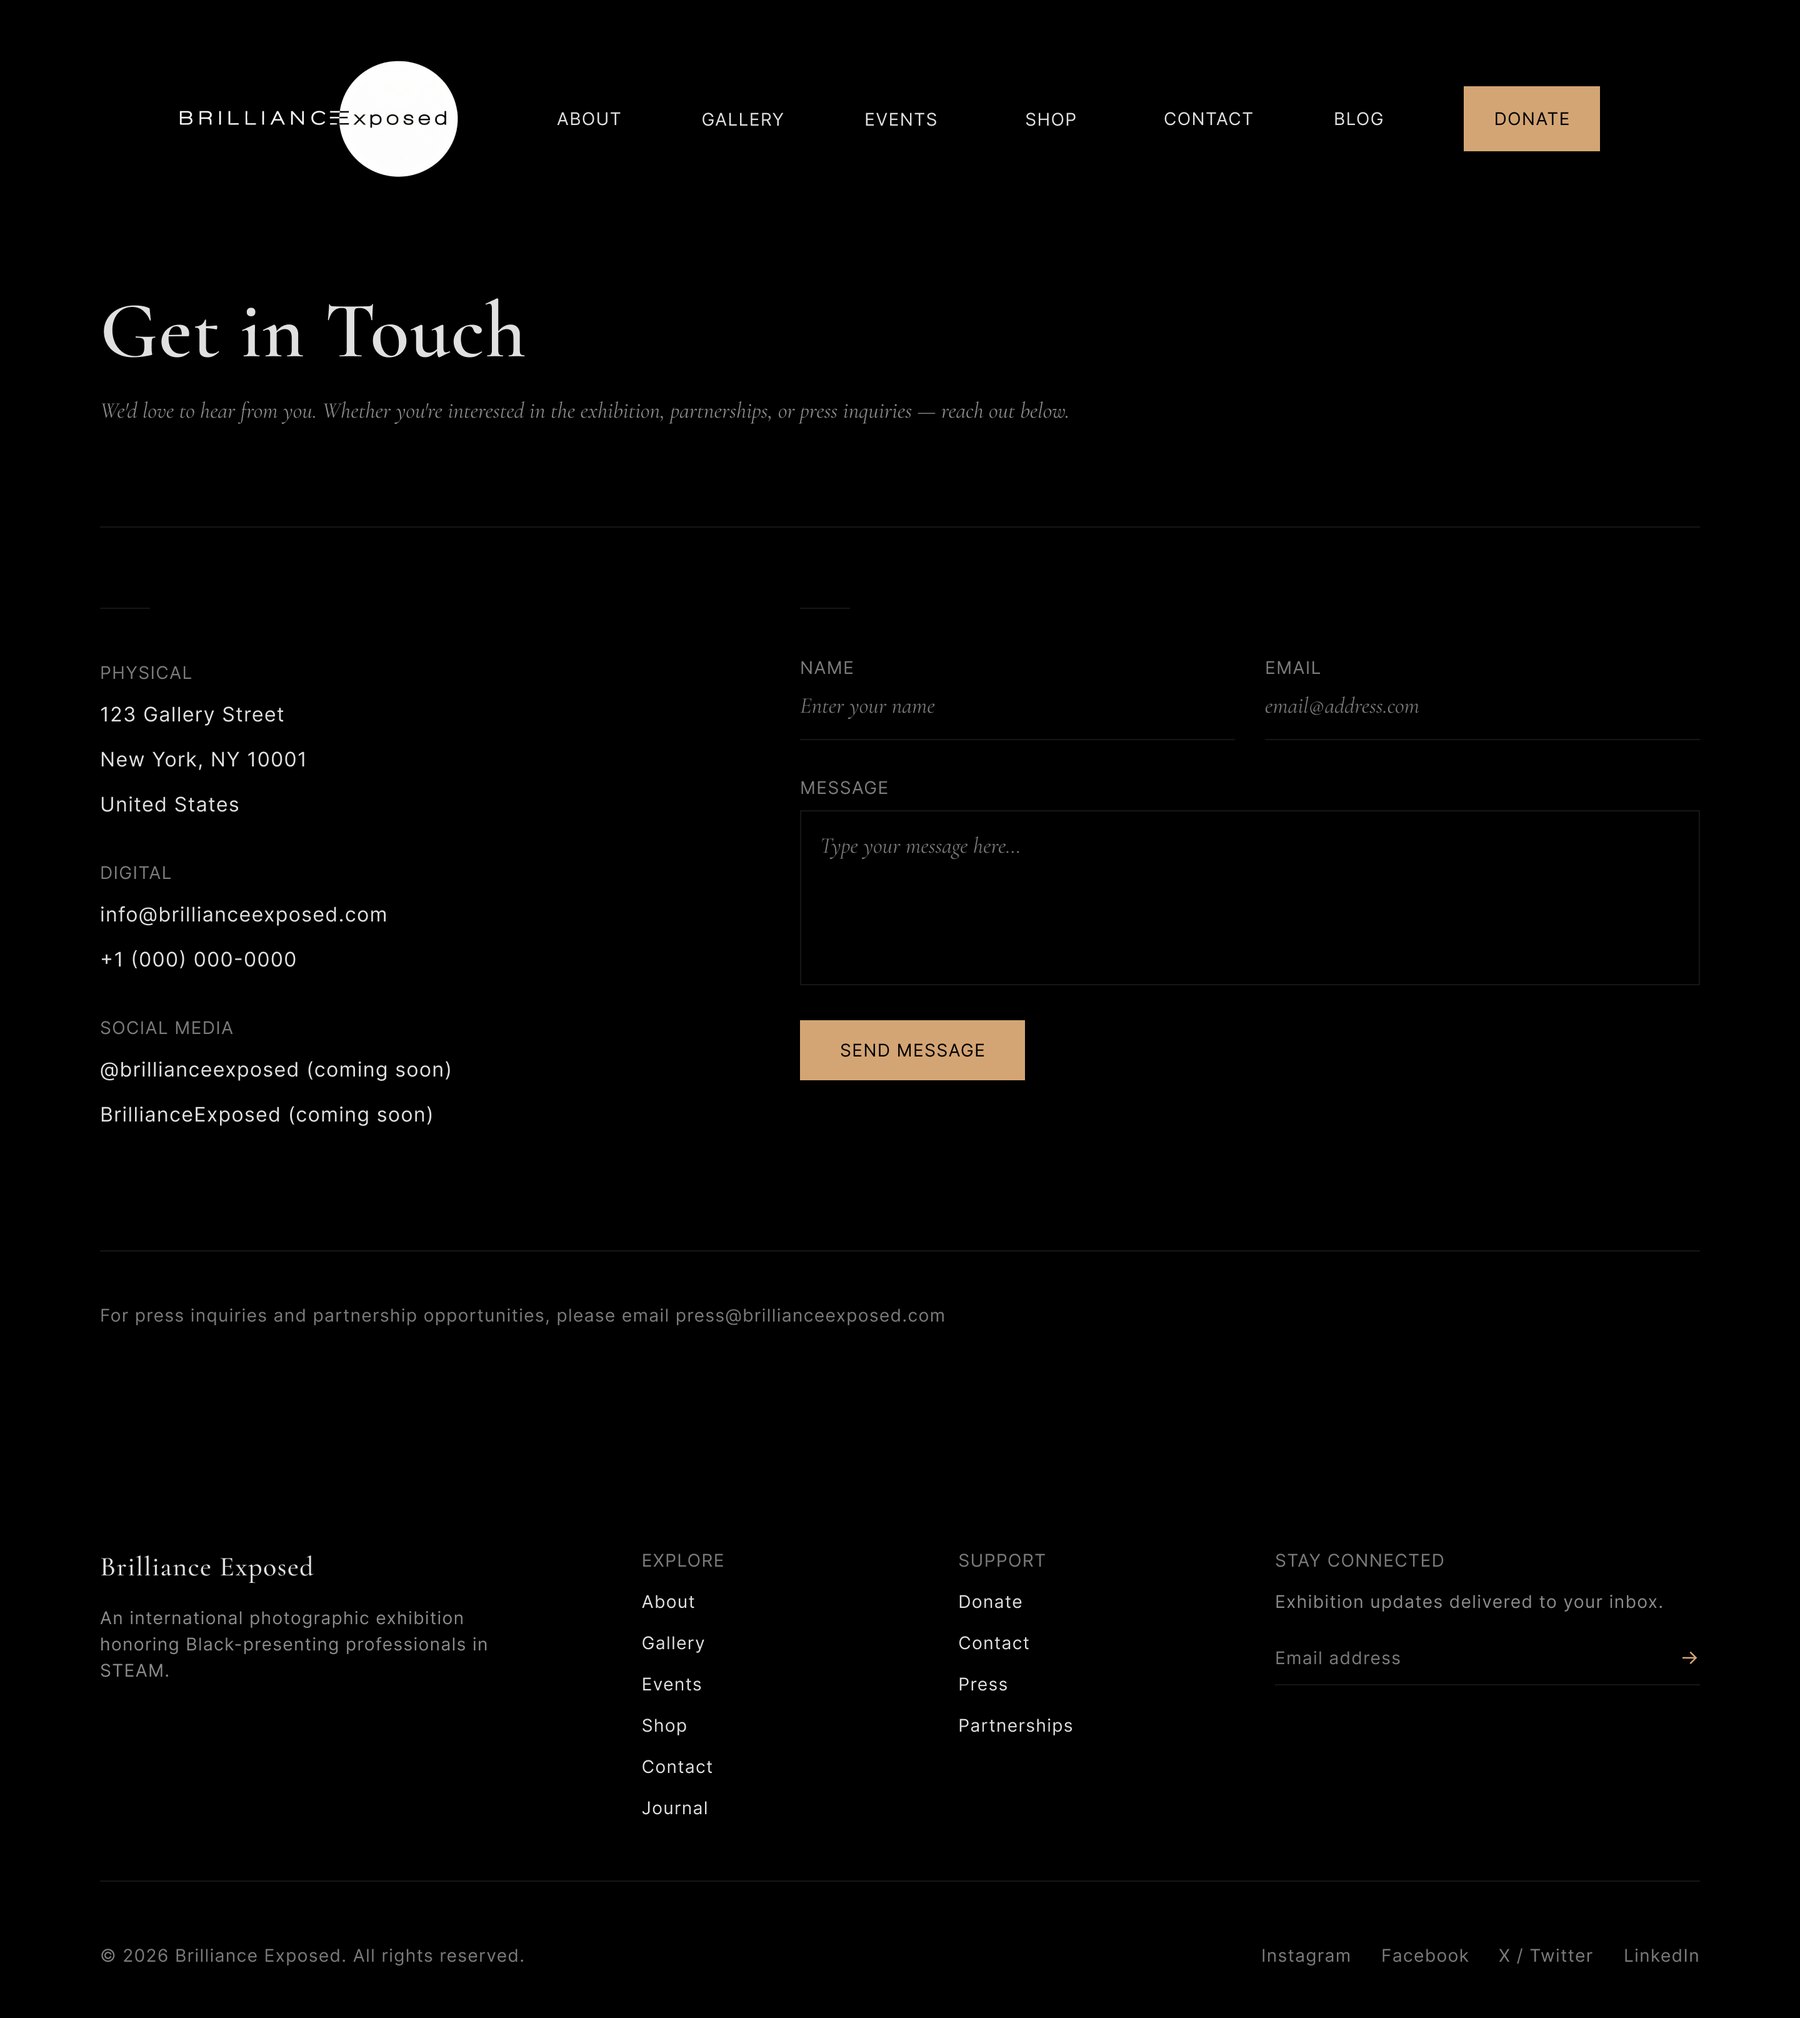 BRILLIANCExposed
ABOUT
GALLERY
EVENTS
SHOP
CONTACT
BLOG
DONATE
Get in Touch
We'd love to hear from you. Whether you're interested in the exhibition, partnerships, or press inquiries — reach out below.
PHYSICAL
123 Gallery Street
New York, NY 10001
United States
DIGITAL
info@brillianceexposed.com
+1 (000) 000-0000
SOCIAL MEDIA
@brillianceexposed (coming soon)
BrillianceExposed (coming soon)
NAME
Enter your name
EMAIL
email@address.com
MESSAGE
Type your message here...
SEND MESSAGE
For press inquiries and partnership opportunities, please email press@brillianceexposed.com
Brilliance Exposed
An international photographic exhibition
honoring Black-presenting professionals in
STEAM.
EXPLORE
About
Gallery
Events
Shop
Contact
Journal
SUPPORT
Donate
Contact
Press
Partnerships
STAY CONNECTED
Exhibition updates delivered to your inbox.
Email address →
© 2026 Brilliance Exposed. All rights reserved.
Instagram
Facebook
X / Twitter
LinkedIn